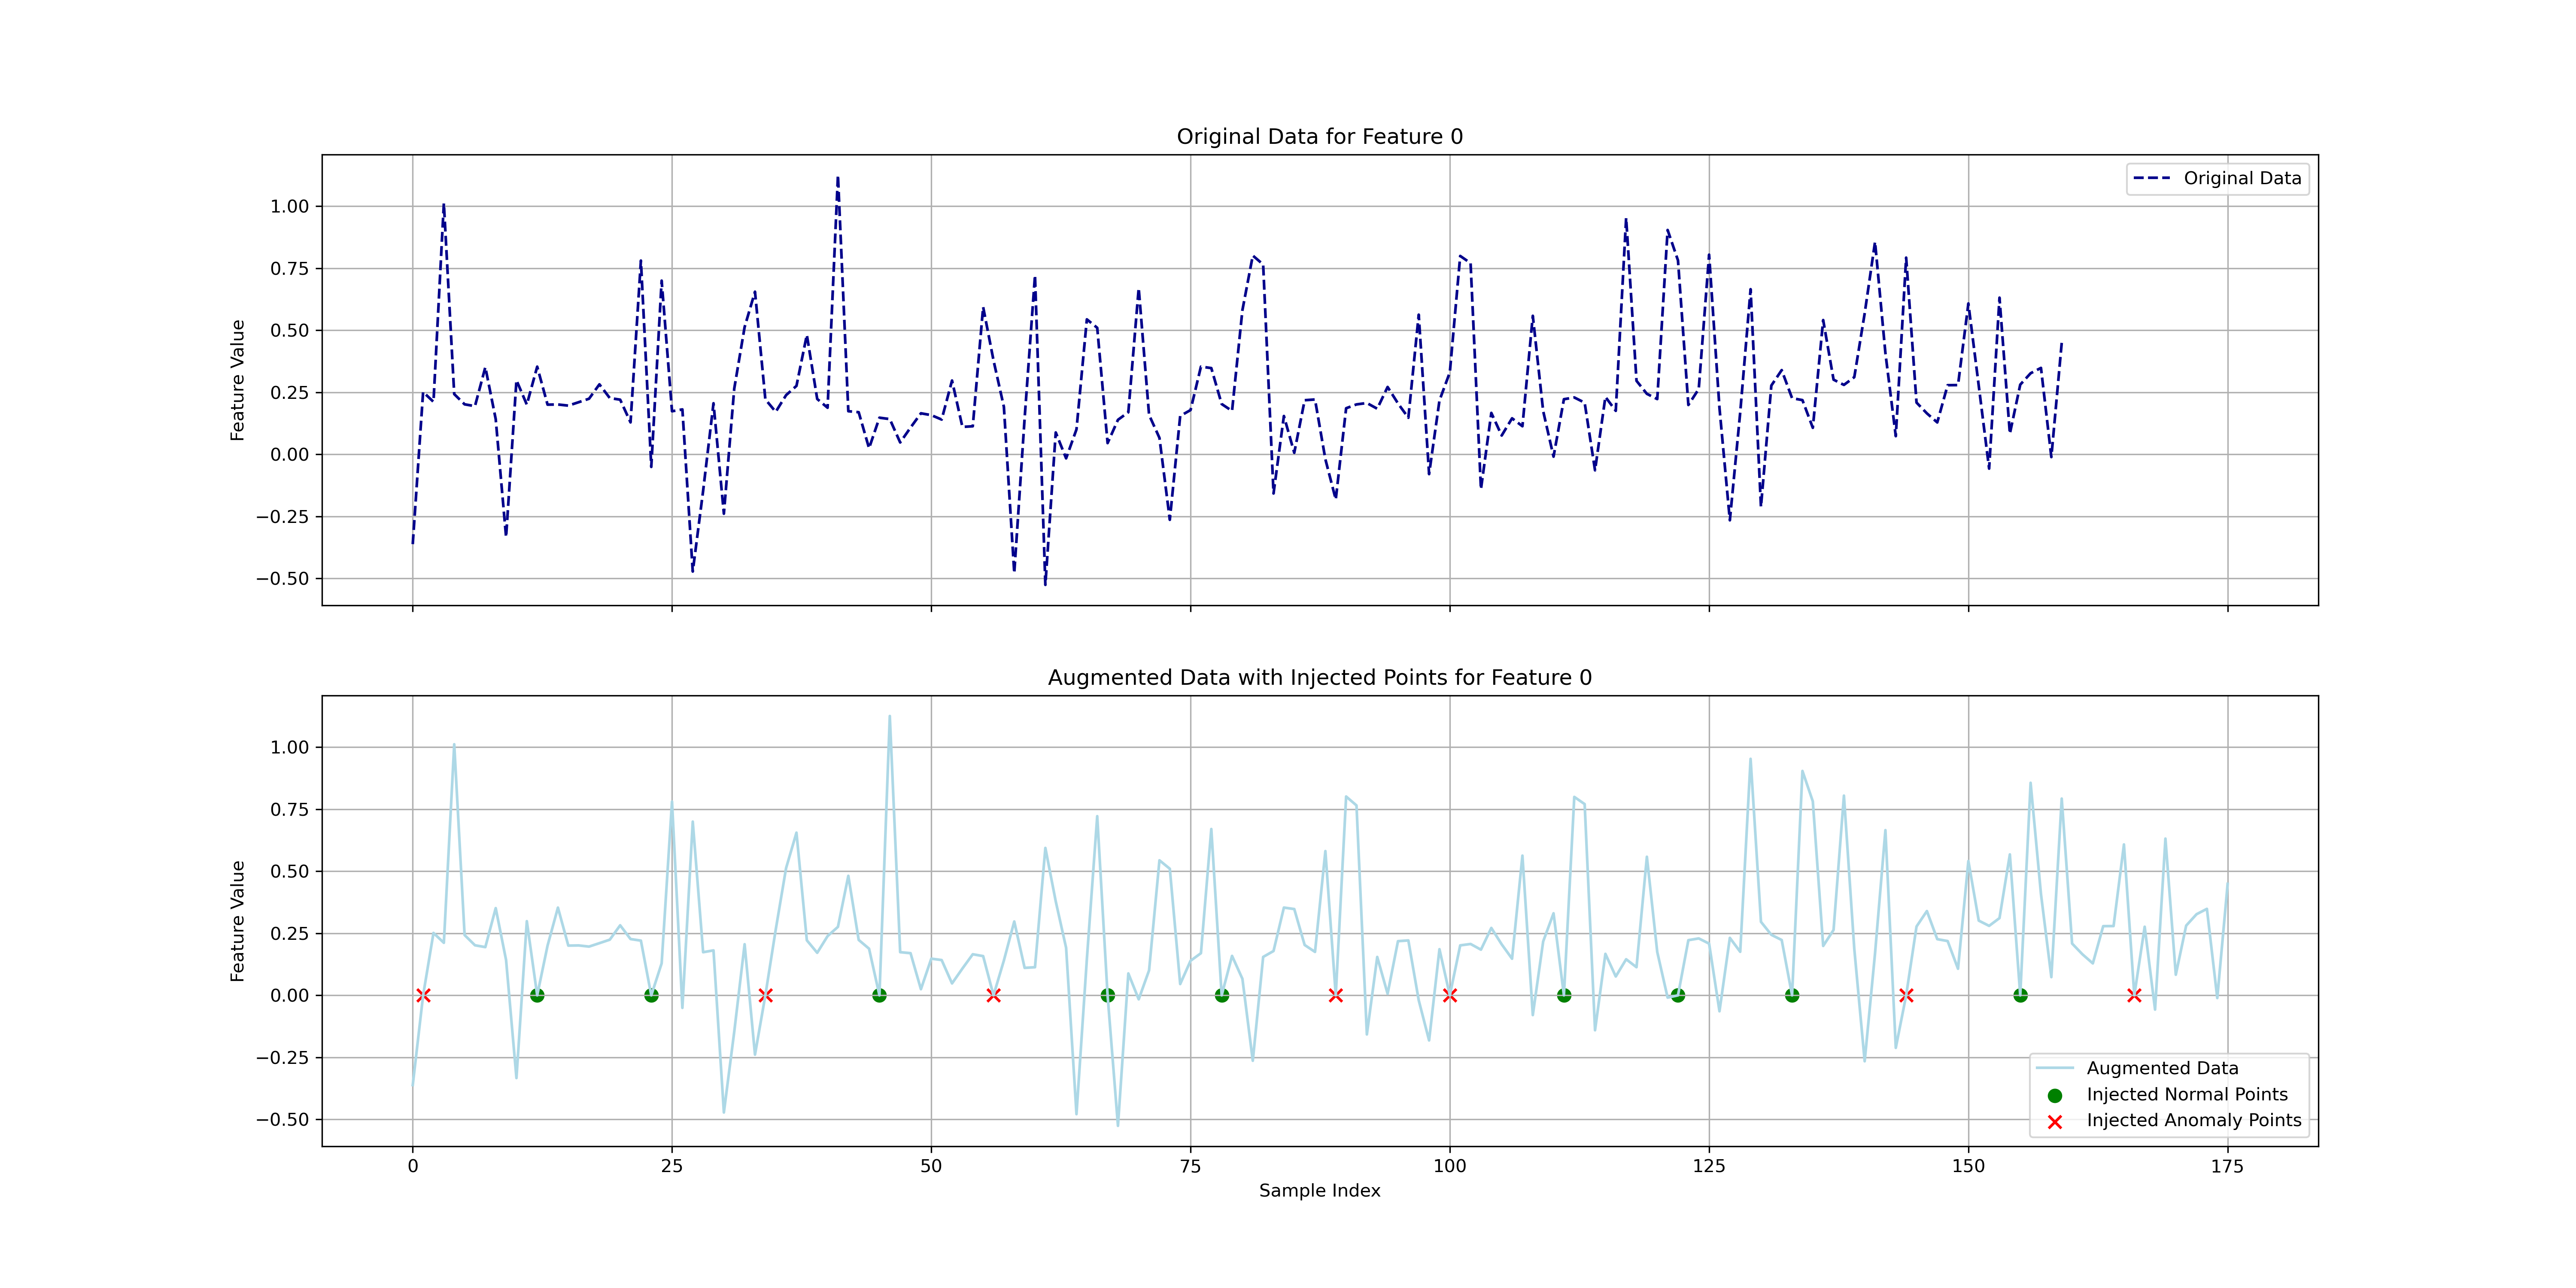 Original Data for Feature 0
Original Data
1.00
0.75
0.50
0.25
0.00
−0.25
−0.50
Feature Value
Augmented Data with Injected Points for Feature 0
1.00
0.75
0.50
0.25
0.00
−0.25
−0.50
Feature Value
Augmented Data
Injected Normal Points
Injected Anomaly Points
0 25 50 75 100 125 150 175
Sample Index